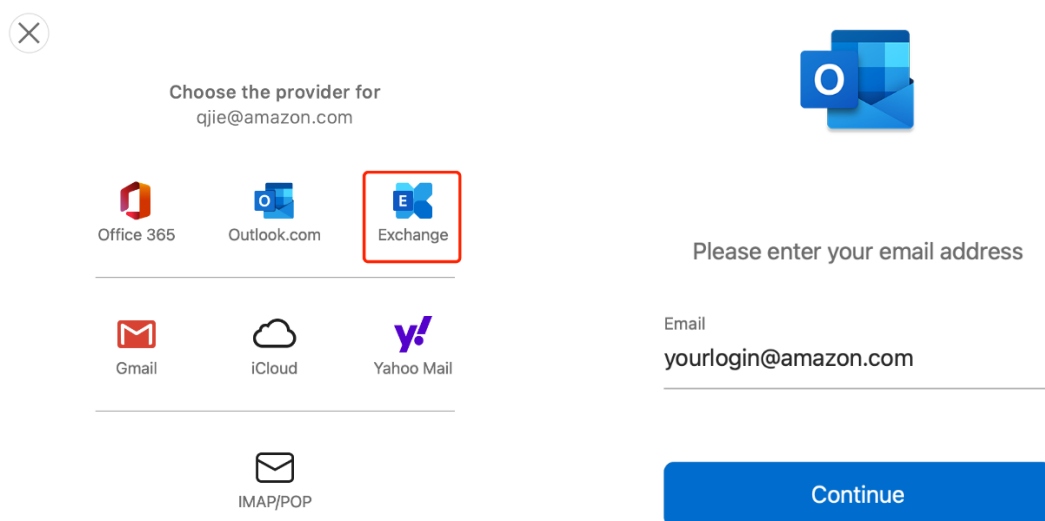 Choose the provider for
qjie@amazon.com
Office 365
O
Outlook.com
E
Exchange
Gmail
iCloud
y!
Yahoo Mail
IMAP/POP
O
Please enter your email address
Email
yourlogin@amazon.com
Continue